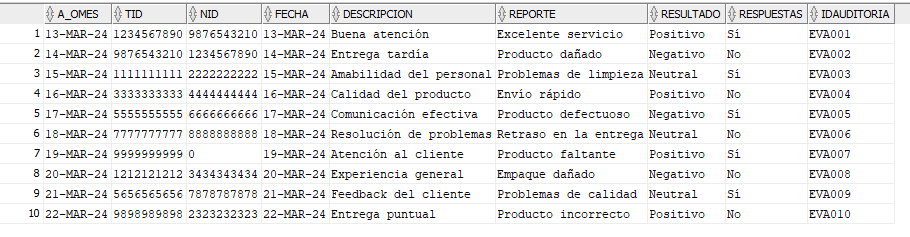 A_OMES TID NID FECHA DESCRIPCION REPORTE RESULTADO RESPUESTAS IDAUDITORIA
1 13-MAR-24 1234567890 9876543210 13-MAR-24 Buena atención Excelente servicio Positivo Sí EVA001
2 14-MAR-24 9876543210 1234567890 14-MAR-24 Entrega tardía Producto dañado Negativo No EVA002
3 15-MAR-24 1111111111 2222222222 15-MAR-24 Amabilidad del personal Problemas de limpieza Neutral Sí EVA003
4 16-MAR-24 3333333333 4444444444 16-MAR-24 Calidad del producto Envío rápido Positivo No EVA004
5 17-MAR-24 5555555555 6666666666 17-MAR-24 Comunicación efectiva Producto defectuoso Negativo Sí EVA005
6 18-MAR-24 7777777777 8888888888 18-MAR-24 Resolución de problemas Retraso en la entrega Neutral No EVA006
7 19-MAR-24 9999999999 0 19-MAR-24 Atención al cliente Producto faltante Positivo Sí EVA007
8 20-MAR-24 1212121212 3434343434 20-MAR-24 Experiencia general Empaque dañado Negativo No EVA008
9 21-MAR-24 5656565656 7878787878 21-MAR-24 Feedback del cliente Problemas de calidad Neutral Sí EVA009
10 22-MAR-24 9898989898 2323232323 22-MAR-24 Entrega puntual Producto incorrecto Positivo No EVA010